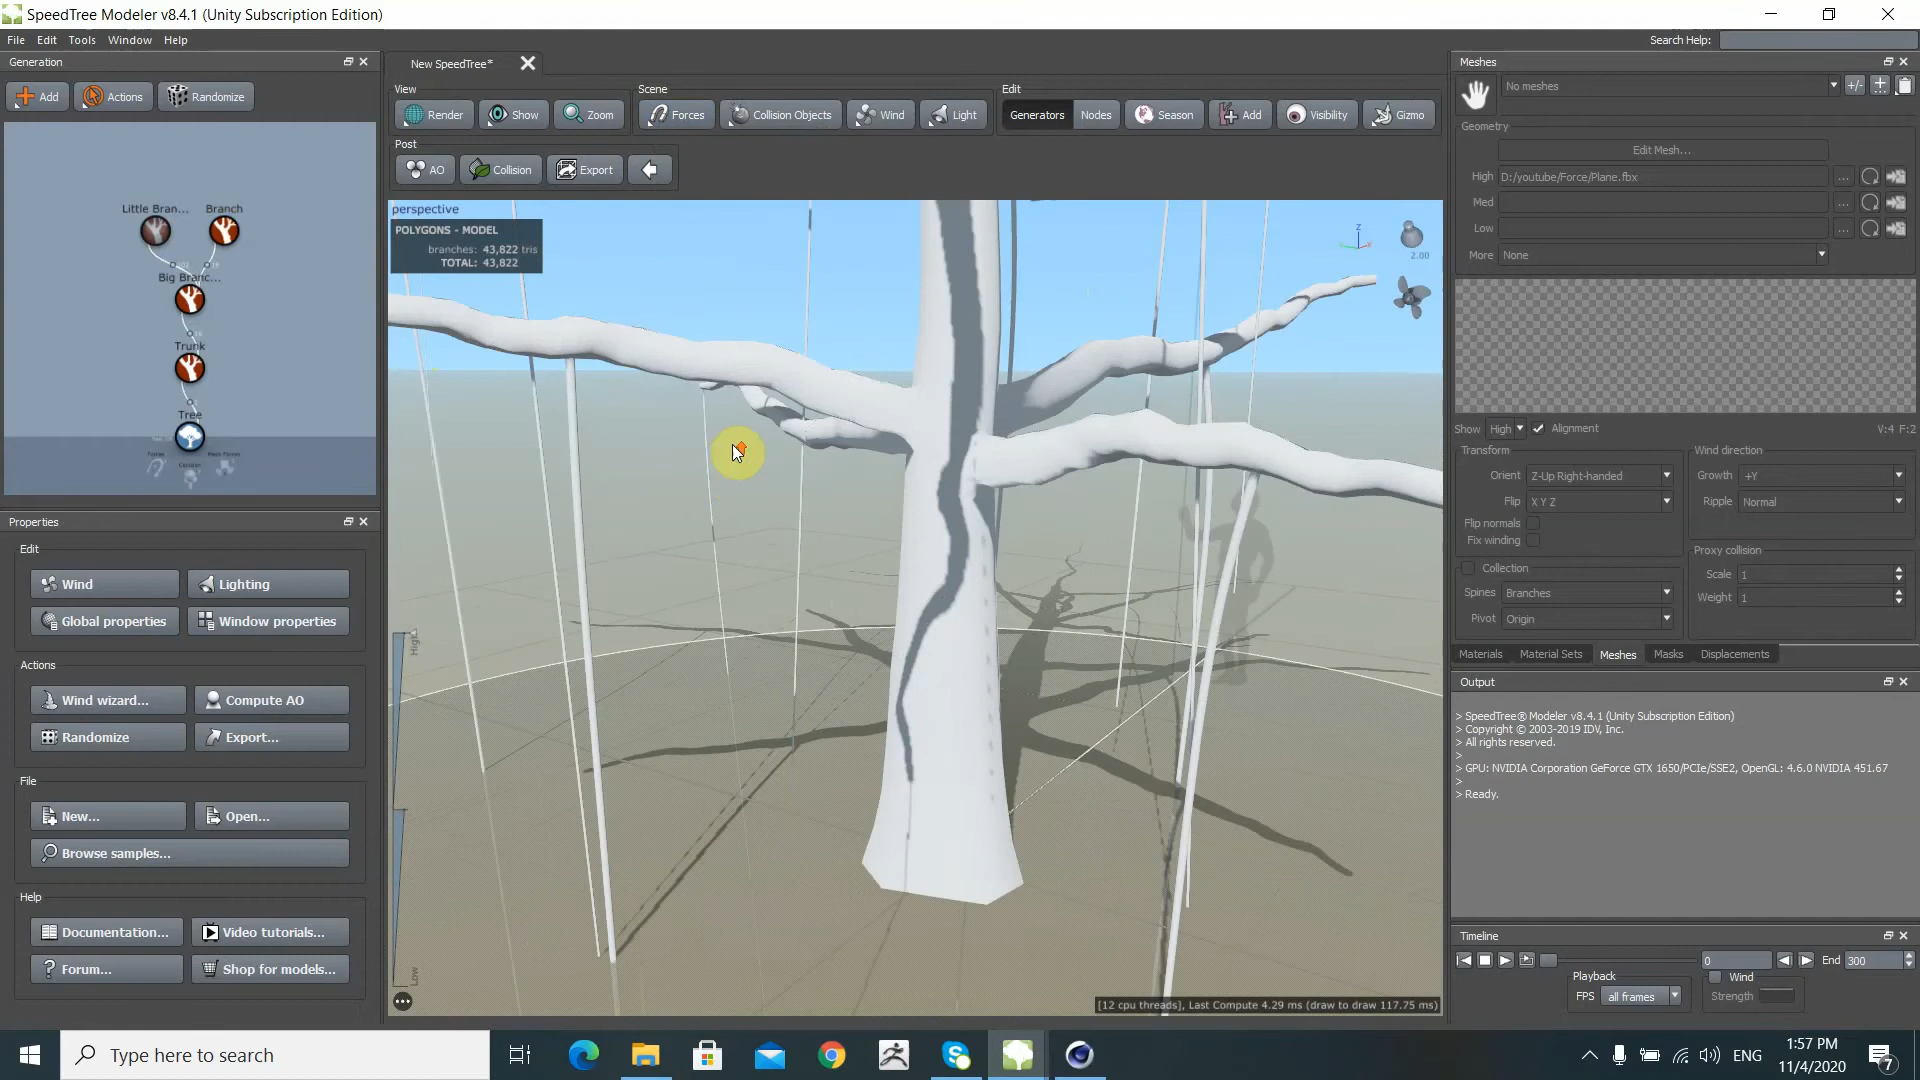 SpeedTree Modeler v8.4.1 (Unity Subscription Edition)
File Edit Tools Window Help
Search Help:
Generation
Add Actions Randomize
Little Bran... Branch
Big Branc...
Trunk
Tree
Properties
Edit
Wind Lighting
Global properties Window properties
Actions
Wind wizard... Compute AO
Randomize Export...
File
New... Open...
Browse samples...
Help
Documentation... Video tutorials...
Forum... Shop for models...
New SpeedTree*
View Scene Edit
Render Show Zoom Forces Collision Objects Wind Light Generators Nodes Season Add Visibility Gizmo
Post
AO Collision Export
perspective
POLYGONS - MODEL
branches: 43,822 tris
TOTAL: 43,822
Z
2.00
High
Low
[12 cpu threads], Last Compute 4.29 ms (draw to draw 117.75 ms)
Meshes
No meshes
+/-
Geometry
Edit Mesh...
High D:/youtube/Force/Plane.fbx ...
Med ...
Low ...
More None
Show High Alignment V:4 F:2
Transform Wind direction
Orient Z-Up Right-handed Growth +Y
Flip X Y Z Ripple Normal
Flip normals
Fix winding
Proxy collision
Collection Scale 1
Spines Branches Weight 1
Pivot Origin
Materials Material Sets Meshes Masks Displacements
Output
> SpeedTree® Modeler v8.4.1 (Unity Subscription Edition)
> Copyright © 2003-2019 IDV, Inc.
> All rights reserved.
>
> GPU: NVIDIA Corporation GeForce GTX 1650/PCIe/SSE2, OpenGL: 4.6.0 NVIDIA 451.67
>
> Ready.
Timeline
0 End 300
Playback Wind
FPS all frames Strength
Type here to search
ENG
1:57 PM
11/4/2020
7